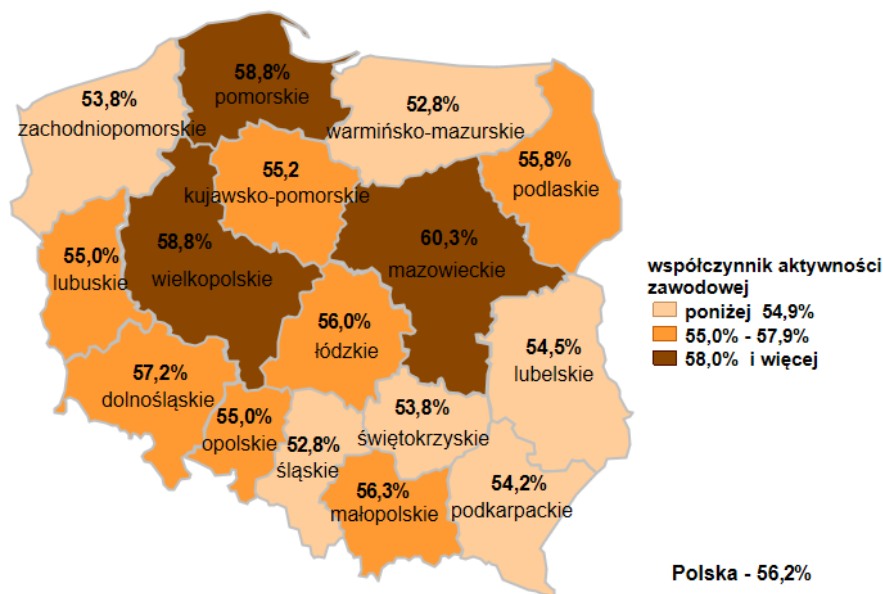 58,8%
pomorskie
53,8%
zachodniopomorskie
52,8%
warmińsko-mazurskie
55,2
kujawsko-pomorskie
55,8%
podlaskie
55,0%
lubuskie
58,8%
wielkopolskie
60,3%
mazowieckie
współczynnik aktywności
zawodowej
poniżej 54,9%
55,0% - 57,9%
58,0% i więcej
56,0%
łódzkie
54,5%
lubelskie
57,2%
dolnośląskie
55,0%
opolskie
52,8%
śląskie
53,8%
świętokrzyskie
56,3%
małopolskie
54,2%
podkarpackie
Polska - 56,2%